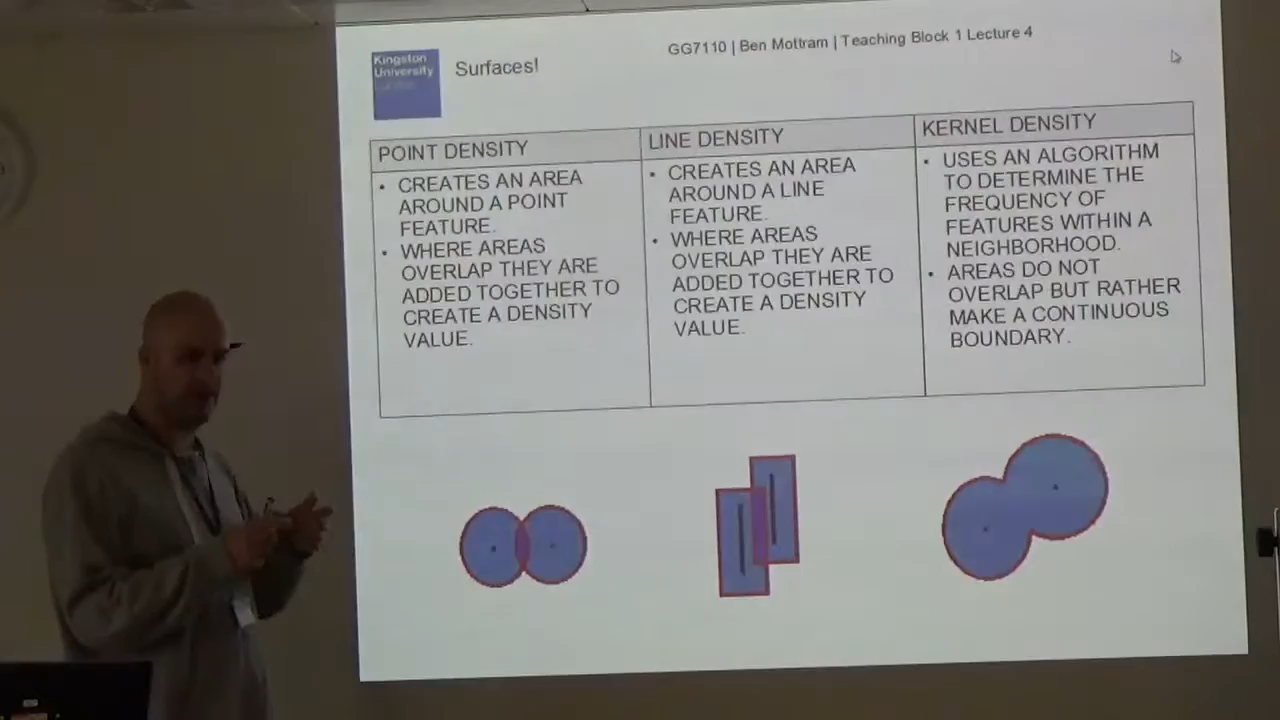 Kingston
University
London
Surfaces!
GG7110 | Ben Mottram | Teaching Block 1 Lecture 4
POINT DENSITY
• CREATES AN AREA
AROUND A POINT
FEATURE.
• WHERE AREAS
OVERLAP THEY ARE
ADDED TOGETHER TO
CREATE A DENSITY
VALUE.
LINE DENSITY
• CREATES AN AREA
AROUND A LINE
FEATURE.
• WHERE AREAS
OVERLAP THEY ARE
ADDED TOGETHER TO
CREATE A DENSITY
VALUE.
KERNEL DENSITY
• USES AN ALGORITHM
TO DETERMINE THE
FREQUENCY OF
FEATURES WITHIN A
NEIGHBORHOOD.
• AREAS DO NOT
OVERLAP BUT RATHER
MAKE A CONTINUOUS
BOUNDARY.